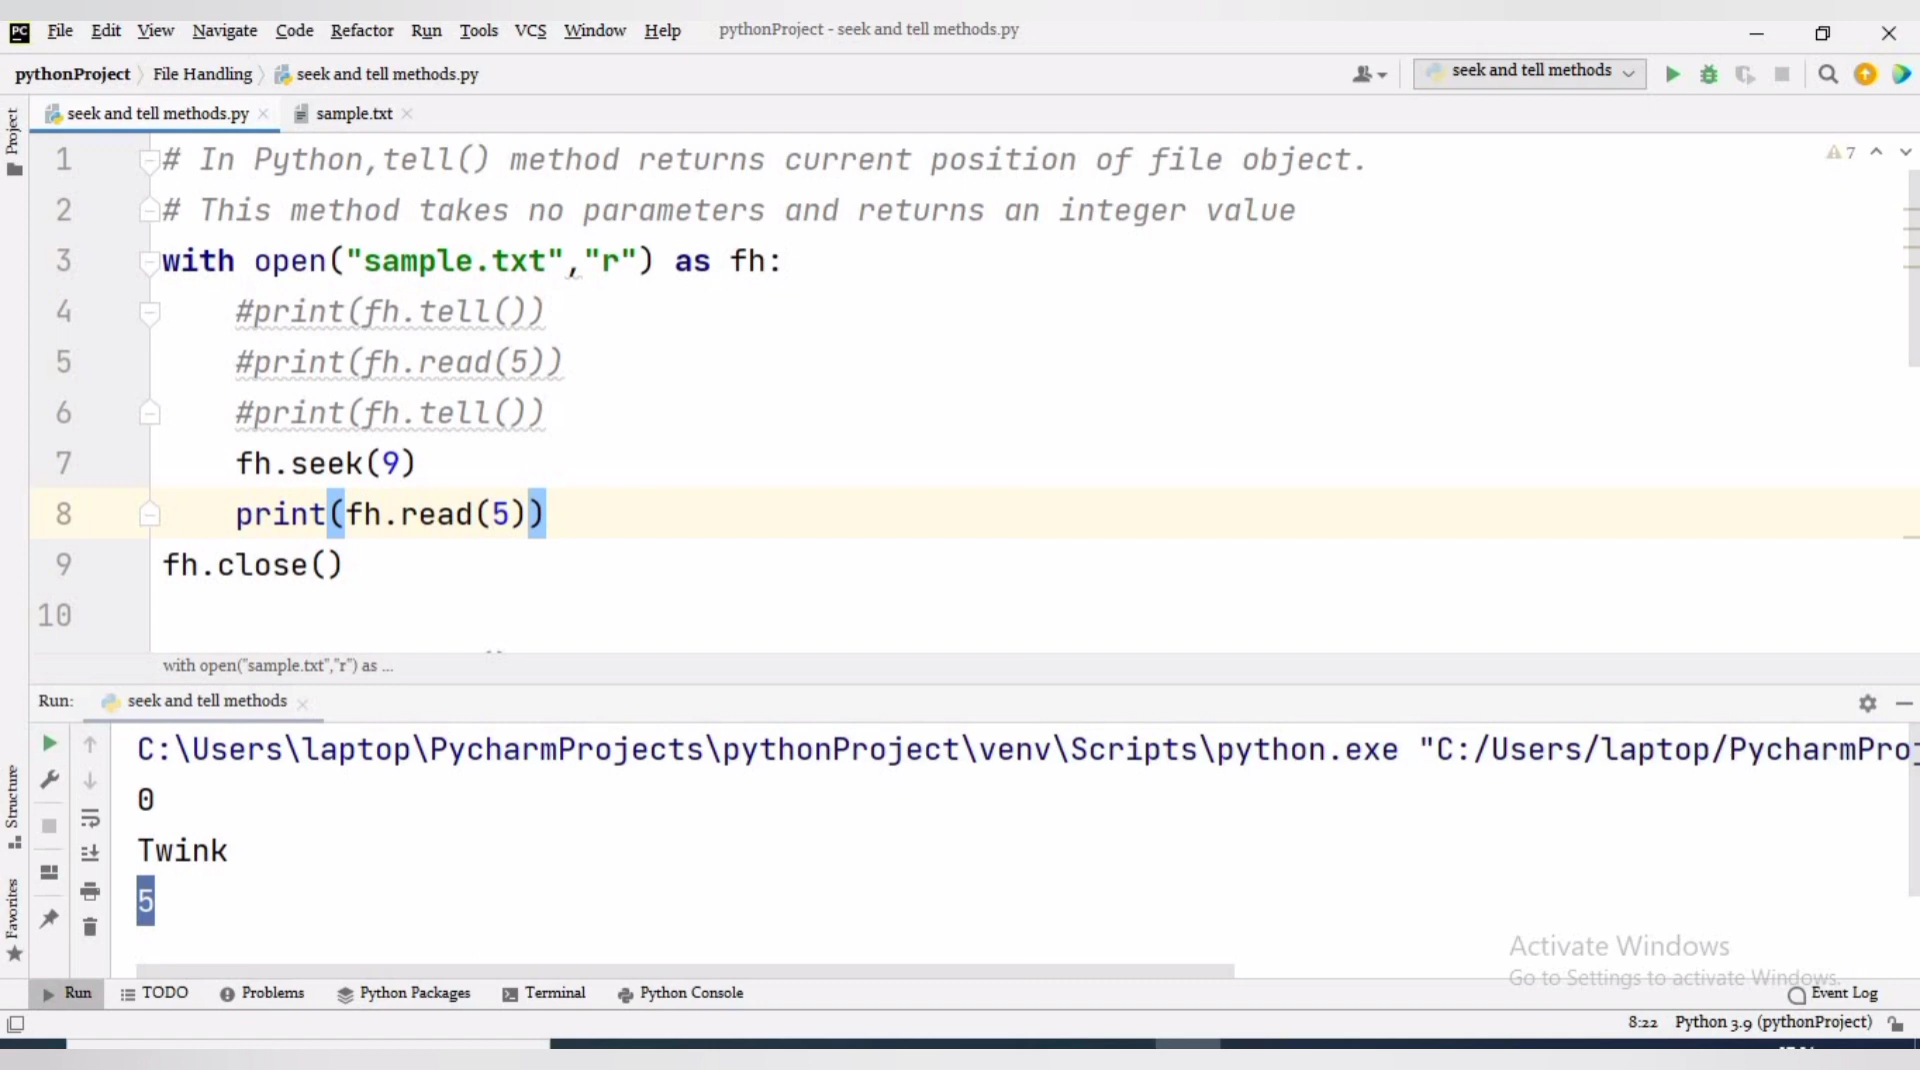 PC File Edit View Navigate Code Refactor Run Tools VCS Window Help pythonProject - seek and tell methods.py
pythonProject File Handling seek and tell methods.py seek and tell methods
seek and tell methods.py sample.txt
Project
1 # In Python,tell() method returns current position of file object. 7
2 # This method takes no parameters and returns an integer value
3 with open("sample.txt","r") as fh:
4 #print(fh.tell())
5 #print(fh.read(5))
6 #print(fh.tell())
7 fh.seek(9)
8 print(fh.read(5))
9 fh.close()
10
with open("sample.txt","r") as ...
Run: seek and tell methods
C:\Users\laptop\PycharmProjects\pythonProject\venv\Scripts\python.exe "C:/Users/laptop/PycharmProj
0
Twink
5
Structure
Favorites
Activate Windows
Go to Settings to activate Windows.
Run TODO Problems Python Packages Terminal Python Console Event Log
8:22 Python 3.9 (pythonProject)